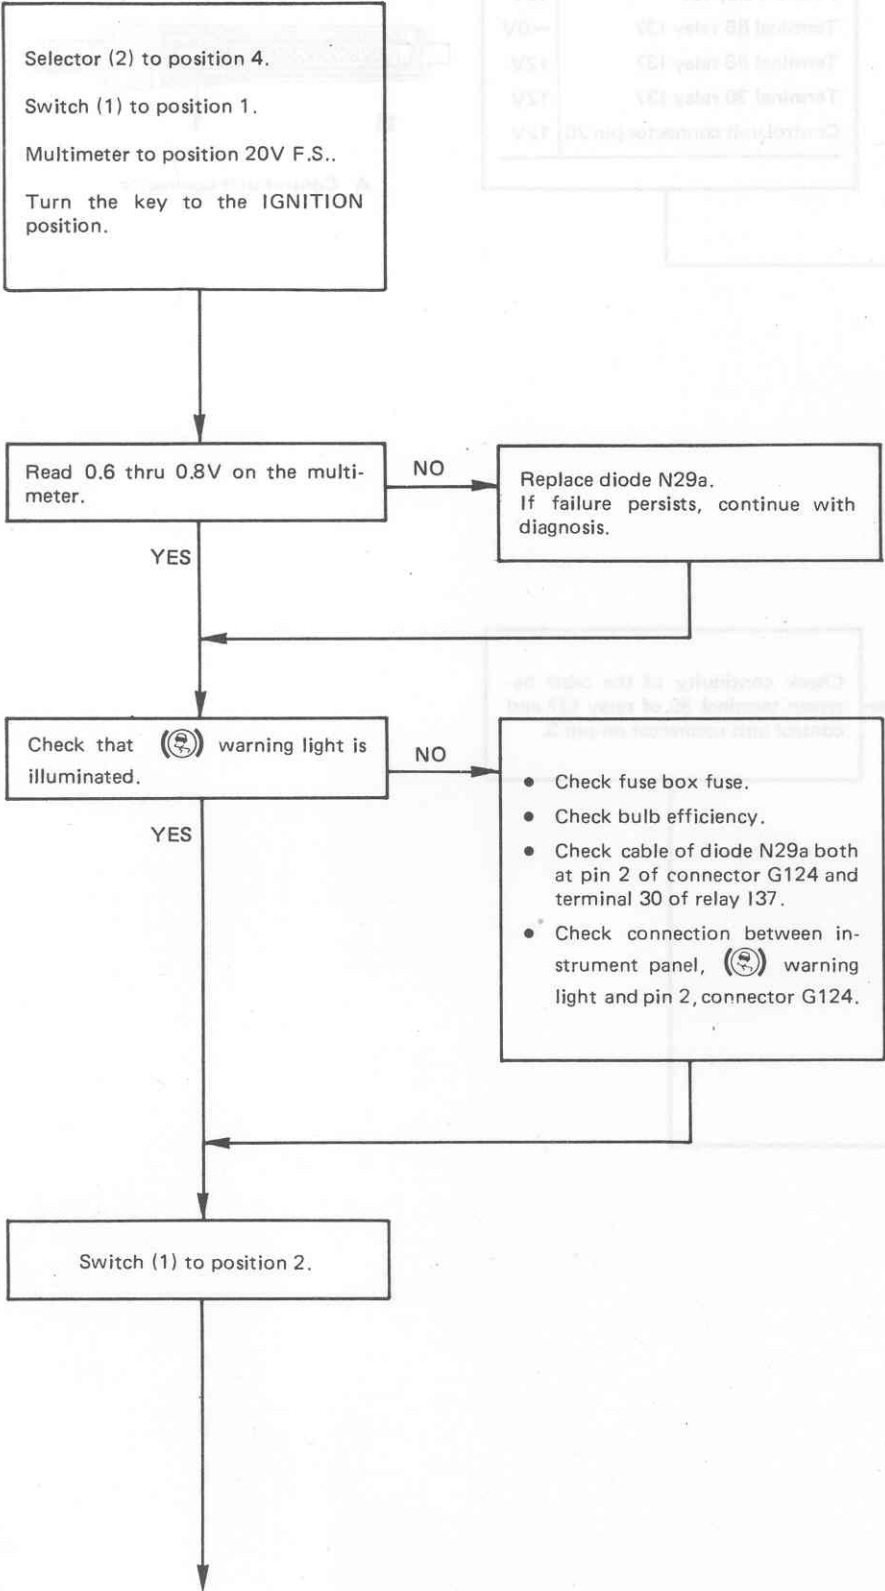 Selector (2) to position 4.
Switch (1) to position 1.
Multimeter to position 20V F.S..
Turn the key to the IGNITION
position.
Read 0.6 thru 0.8V on the multi-
meter.
NO
Replace diode N29a.
If failure persists, continue with
diagnosis.
YES
Check that warning light is
illuminated.
NO
● Check fuse box fuse.
● Check bulb efficiency.
● Check cable of diode N29a both
at pin 2 of connector G124 and
terminal 30 of relay I37.
● Check connection between in-
strument panel, warning
light and pin 2, connector G124.
YES
Switch (1) to position 2.